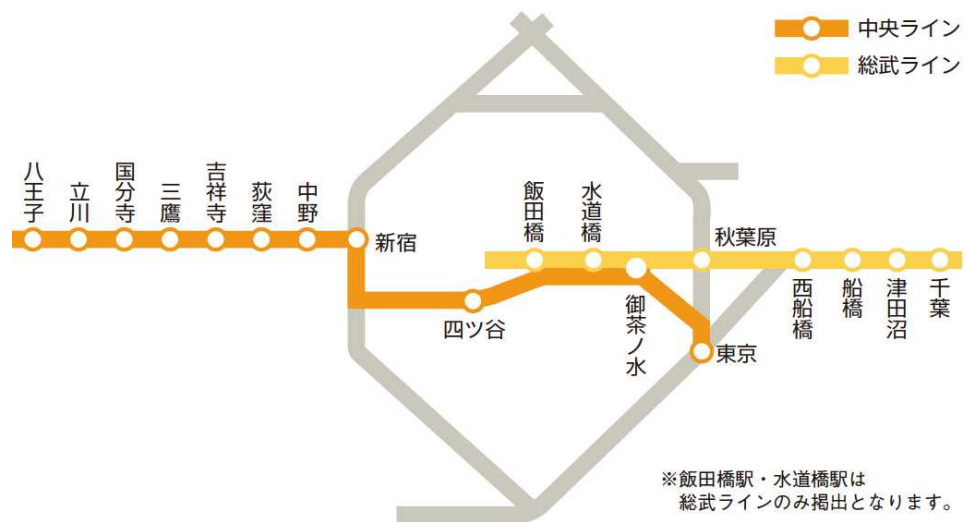 中央ライン
総武ライン
八王子
立川
国分寺
三鷹
吉祥寺
荻窪
中野
新宿
四ツ谷
飯田橋
水道橋
御茶ノ水
秋葉原
東京
西船橋
船橋
津田沼
千葉
※飯田橋駅・水道橋駅は
総武ラインのみ掲出となります。